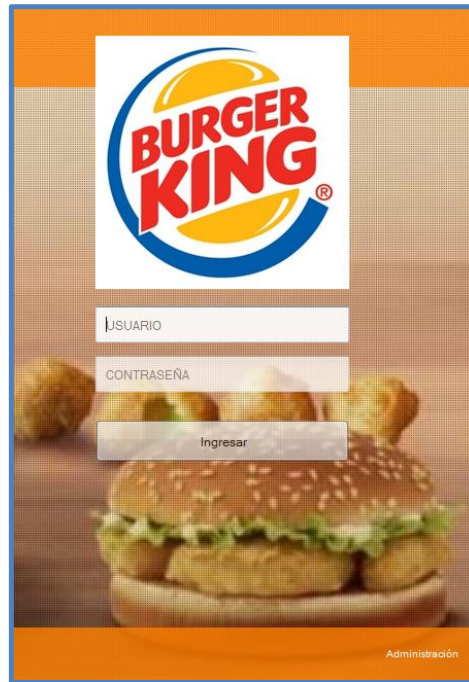 BURGER
KING®
USUARIO
CONTRASEÑA
Ingresar
Administración